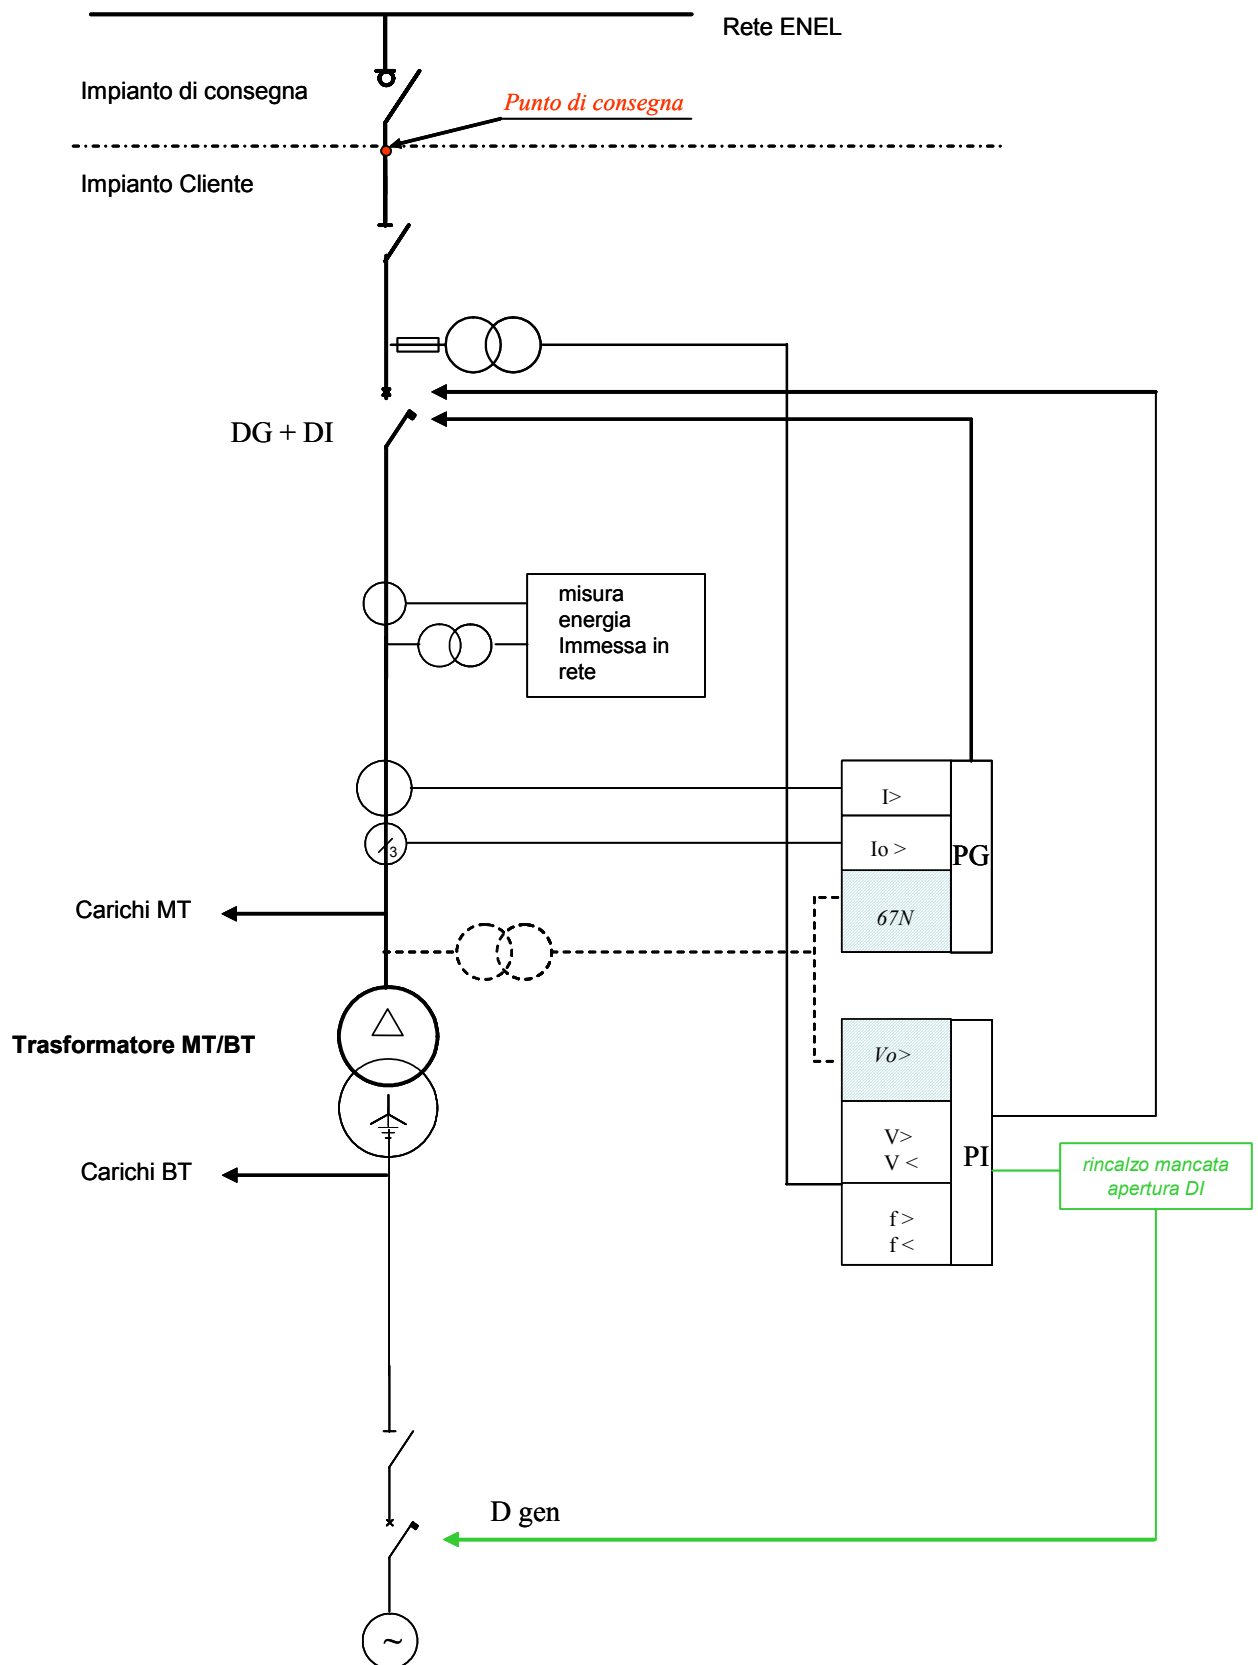 Rete ENEL
Impianto di consegna
Punto di consegna
Impianto Cliente
DG + DI
misura
energia
Immessa in
rete
I>
Io >
PG
67N
3
Carichi MT
Trasformatore MT/BT
Vo>
V>
V <
PI
f >
f <
rincalzo mancata
apertura DI
Carichi BT
D gen
~